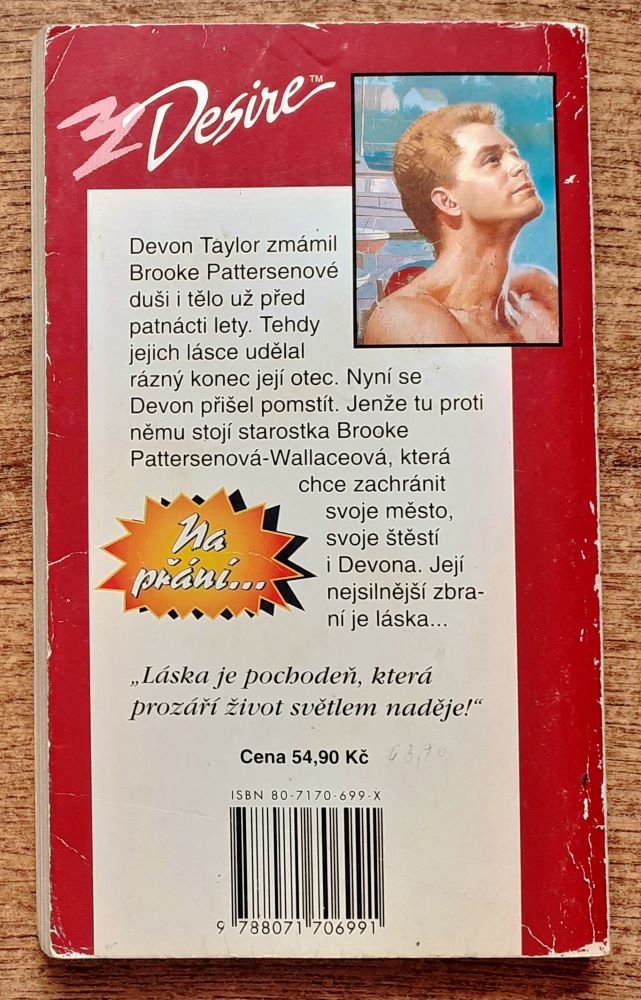 Desire™
Devon Taylor zmámil
Brooke Pattersenové
duši i tělo už před
patnácti lety. Tehdy
jejich lásce udělal
rázný konec její otec. Nyní se
Devon přišel pomstít. Jenže tu proti
němu stojí starostka Brooke
Pattersenová-Wallaceová, která
chce zachránit
svoje město,
svoje štěstí
i Devona. Její
nejsilnější zbra-
ní je láska...
Na
přání...
„Láska je pochodeň, která
prozáří život světlem naděje!“
Cena 54,90 Kč 63,90
ISBN 80-7170-699-X
9 788071 706991